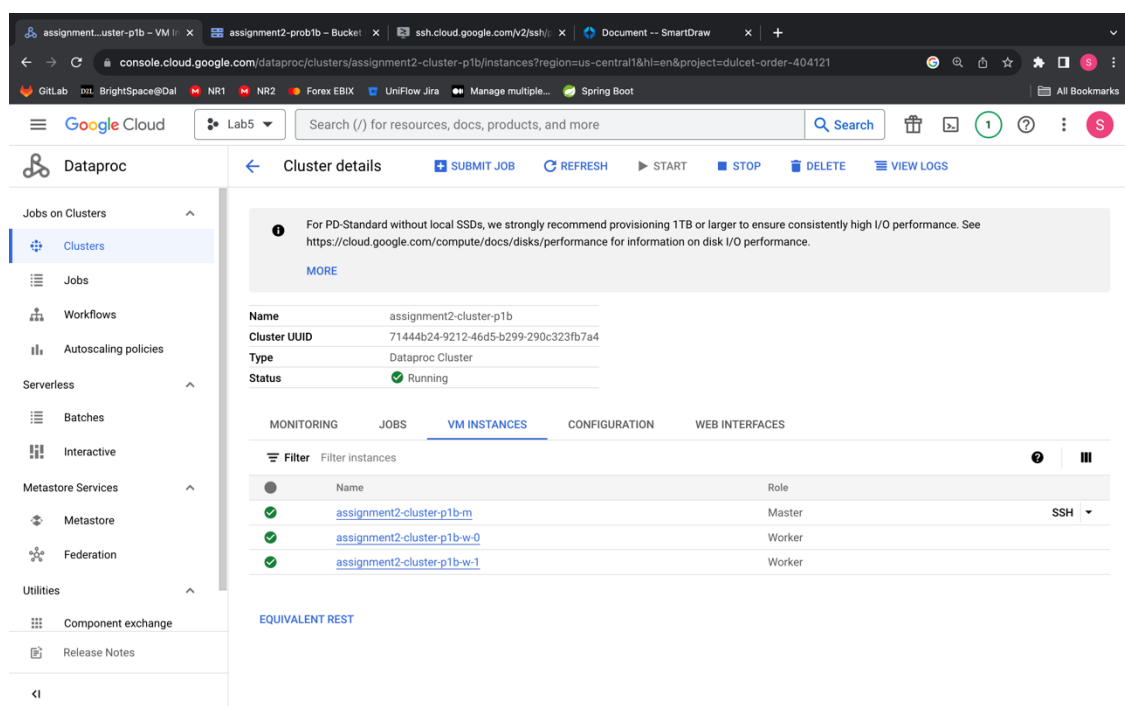 assignment...uster-p1b – VM In
assignment2-prob1b – Bucket
ssh.cloud.google.com/v2/ssh/p
Document -- SmartDraw
console.cloud.google.com/dataproc/clusters/assignment2-cluster-p1b/instances?region=us-central1&hl=en&project=dulcet-order-404121
S
GitLab
BrightSpace@Dal
NR1
NR2
Forex EBIX
UniFlow Jira
Manage multiple...
Spring Boot
All Bookmarks
Google Cloud
Lab5
Search (/) for resources, docs, products, and more
Search
1
S
Dataproc
Cluster details
SUBMIT JOB
REFRESH
START
STOP
DELETE
VIEW LOGS
Jobs on Clusters
Clusters
Jobs
Workflows
Autoscaling policies
Serverless
Batches
Interactive
Metastore Services
Metastore
Federation
Utilities
Component exchange
Release Notes
For PD-Standard without local SSDs, we strongly recommend provisioning 1TB or larger to ensure consistently high I/O performance. See
https://cloud.google.com/compute/docs/disks/performance for information on disk I/O performance.
MORE
Name assignment2-cluster-p1b
Cluster UUID 71444b24-9212-46d5-b299-290c323fb7a4
Type Dataproc Cluster
Status Running
MONITORING
JOBS
VM INSTANCES
CONFIGURATION
WEB INTERFACES
Filter Filter instances
Name Role
assignment2-cluster-p1b-m Master SSH
assignment2-cluster-p1b-w-0 Worker
assignment2-cluster-p1b-w-1 Worker
EQUIVALENT REST